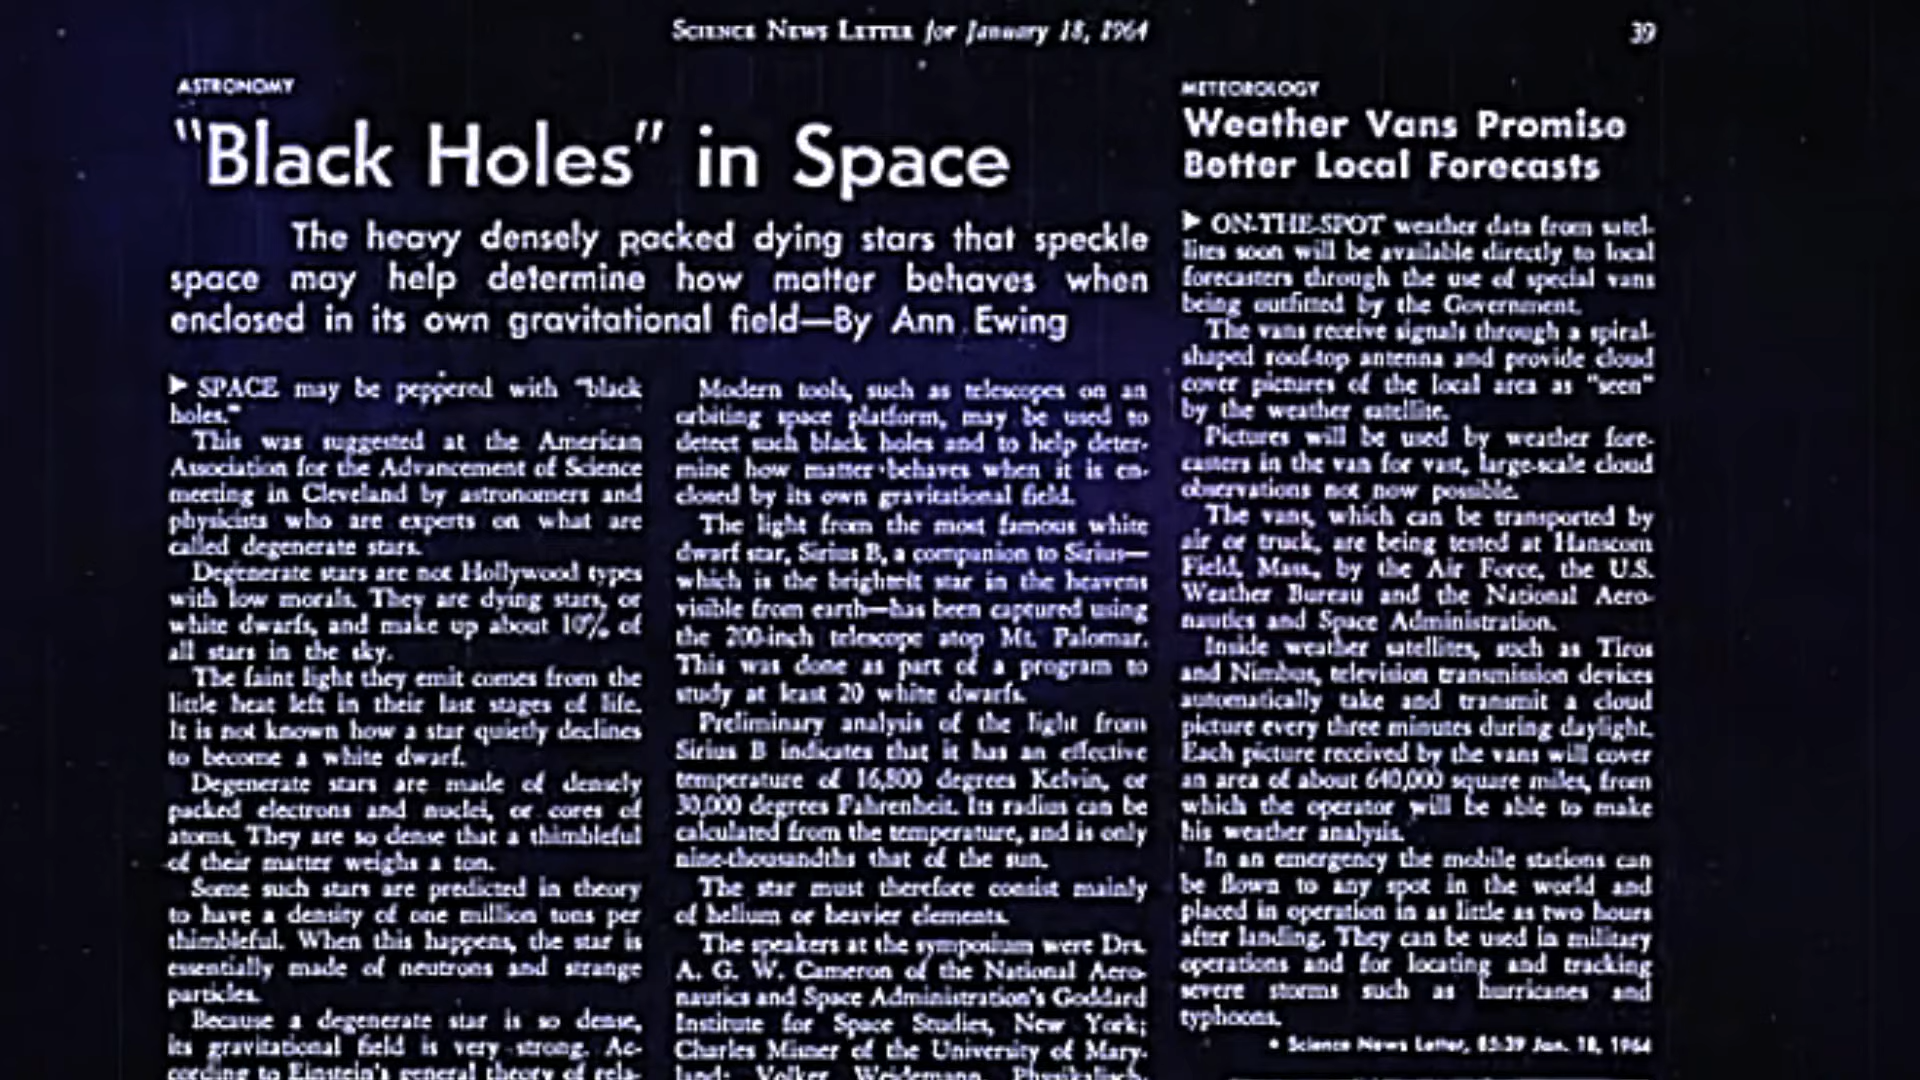 SCIENCE NEWS LETTER for January 18, 1964
39
ASTRONOMY
"Black Holes" in Space
The heavy densely packed dying stars that speckle
space may help determine how matter behaves when
enclosed in its own gravitational field—By Ann Ewing
▶ SPACE may be peppered with "black
holes."
This was suggested at the American
Association for the Advancement of Science
meeting in Cleveland by astronomers and
physicists who are experts on what are
called degenerate stars.
Degenerate stars are not Hollywood types
with low morals. They are dying stars, or
white dwarfs, and make up about 10% of
all stars in the sky.
The faint light they emit comes from the
little heat left in their last stages of life.
It is not known how a star quietly declines
to become a white dwarf.
Degenerate stars are made of densely
packed electrons and nuclei, or cores of
atoms. They are so dense that a thimbleful
of their matter weighs a ton.
Some such stars are predicted in theory
to have a density of one million tons per
thimbleful. When this happens, the star is
essentially made of neutrons and strange
particles.
Because a degenerate star is so dense,
its gravitational field is very strong. Ac-
cording to Einstein's general theory of rela-
Modern tools, such as telescopes on an
orbiting space platform, may be used to
detect such black holes and to help deter-
mine how matter behaves when it is en-
closed by its own gravitational field.
The light from the most famous white
dwarf star, Sirius B, a companion to Sirius—
which is the brightest star in the heavens
visible from earth—has been captured using
the 200-inch telescope atop Mt. Palomar.
This was done as part of a program to
study at least 20 white dwarfs.
Preliminary analysis of the light from
Sirius B indicates that it has an effective
temperature of 16,800 degrees Kelvin, or
30,000 degrees Fahrenheit. Its radius can be
calculated from the temperature, and is only
nine-thousandths that of the sun.
The star must therefore consist mainly
of helium or heavier elements.
The speakers at the symposium were Drs.
A. G. W. Cameron of the National Aero-
nautics and Space Administration's Goddard
Institute for Space Studies, New York;
Charles Misner of the University of Mary-
land; Volker Weidemann, Physikalisch-
METEOROLOGY
Weather Vans Promise
Better Local Forecasts
▶ ON-THE-SPOT weather data from satel-
lites soon will be available directly to local
forecasters through the use of special vans
being outfitted by the Government.
The vans receive signals through a spiral-
shaped roof-top antenna and provide cloud
cover pictures of the local area as "seen"
by the weather satellite.
Pictures will be used by weather fore-
casters in the van for vast, large-scale cloud
observations not now possible.
The vans, which can be transported by
air or truck, are being tested at Hanscom
Field, Mass., by the Air Force, the U.S.
Weather Bureau and the National Aero-
nautics and Space Administration.
Inside weather satellites, such as Tiros
and Nimbus, television transmission devices
automatically take and transmit a cloud
picture every three minutes during daylight.
Each picture received by the vans will cover
an area of about 640,000 square miles, from
which the operator will be able to make
his weather analysis.
In an emergency the mobile stations can
be flown to any spot in the world and
placed in operation in as little as two hours
after landing. They can be used in military
operations and for locating and tracking
severe storms such as hurricanes and
typhoons.
• Science News Letter, 85:39 Jan. 18, 1964